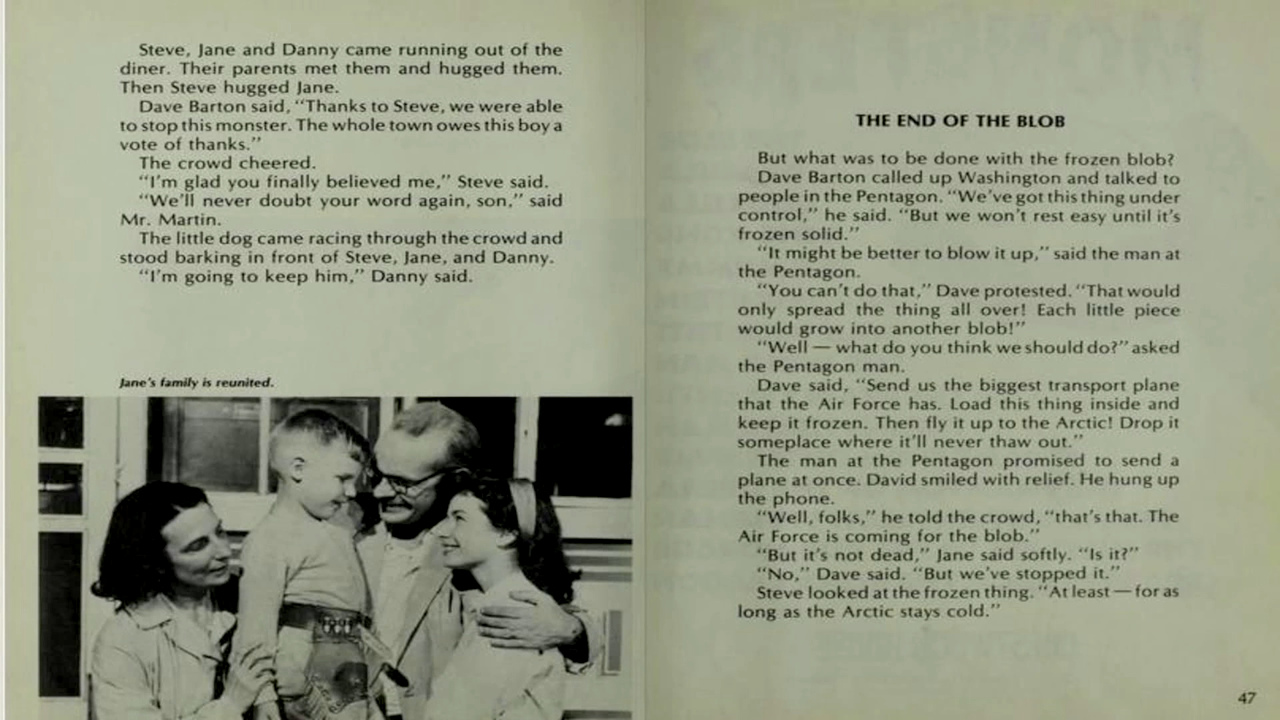 Steve, Jane and Danny came running out of the
diner. Their parents met them and hugged them.
Then Steve hugged Jane.
Dave Barton said, “Thanks to Steve, we were able
to stop this monster. The whole town owes this boy a
vote of thanks.”
The crowd cheered.
“I’m glad you finally believed me,” Steve said.
“We’ll never doubt your word again, son,” said
Mr. Martin.
The little dog came racing through the crowd and
stood barking in front of Steve, Jane, and Danny.
“I’m going to keep him,” Danny said.
Jane’s family is reunited.
THE END OF THE BLOB
But what was to be done with the frozen blob?
Dave Barton called up Washington and talked to
people in the Pentagon. “We’ve got this thing under
control,” he said. “But we won’t rest easy until it’s
frozen solid.”
“It might be better to blow it up,” said the man at
the Pentagon.
“You can’t do that,” Dave protested. “That would
only spread the thing all over! Each little piece
would grow into another blob!”
“Well — what do you think we should do?” asked
the Pentagon man.
Dave said, “Send us the biggest transport plane
that the Air Force has. Load this thing inside and
keep it frozen. Then fly it up to the Arctic! Drop it
someplace where it’ll never thaw out.”
The man at the Pentagon promised to send a
plane at once. David smiled with relief. He hung up
the phone.
“Well, folks,” he told the crowd, “that’s that. The
Air Force is coming for the blob.”
“But it’s not dead,” Jane said softly. “Is it?”
“No,” Dave said. “But we’ve stopped it.”
Steve looked at the frozen thing. “At least — for as
long as the Arctic stays cold.”
47